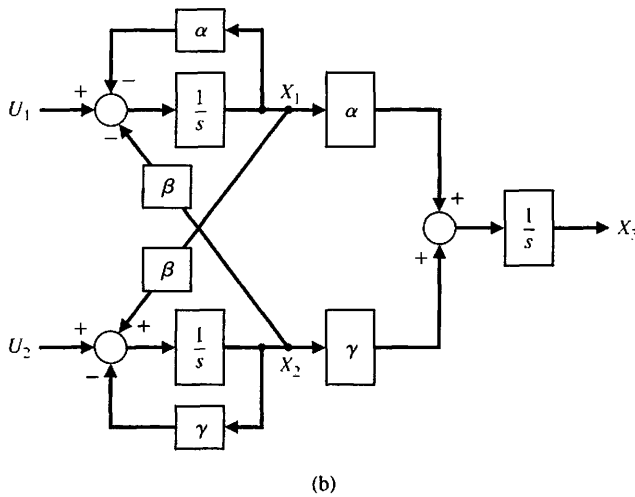 α
U₁ + − − 1/s X₁ α
β
+ + 1/s X₃
β
U₂ + + − 1/s X₂ γ
γ
(b)